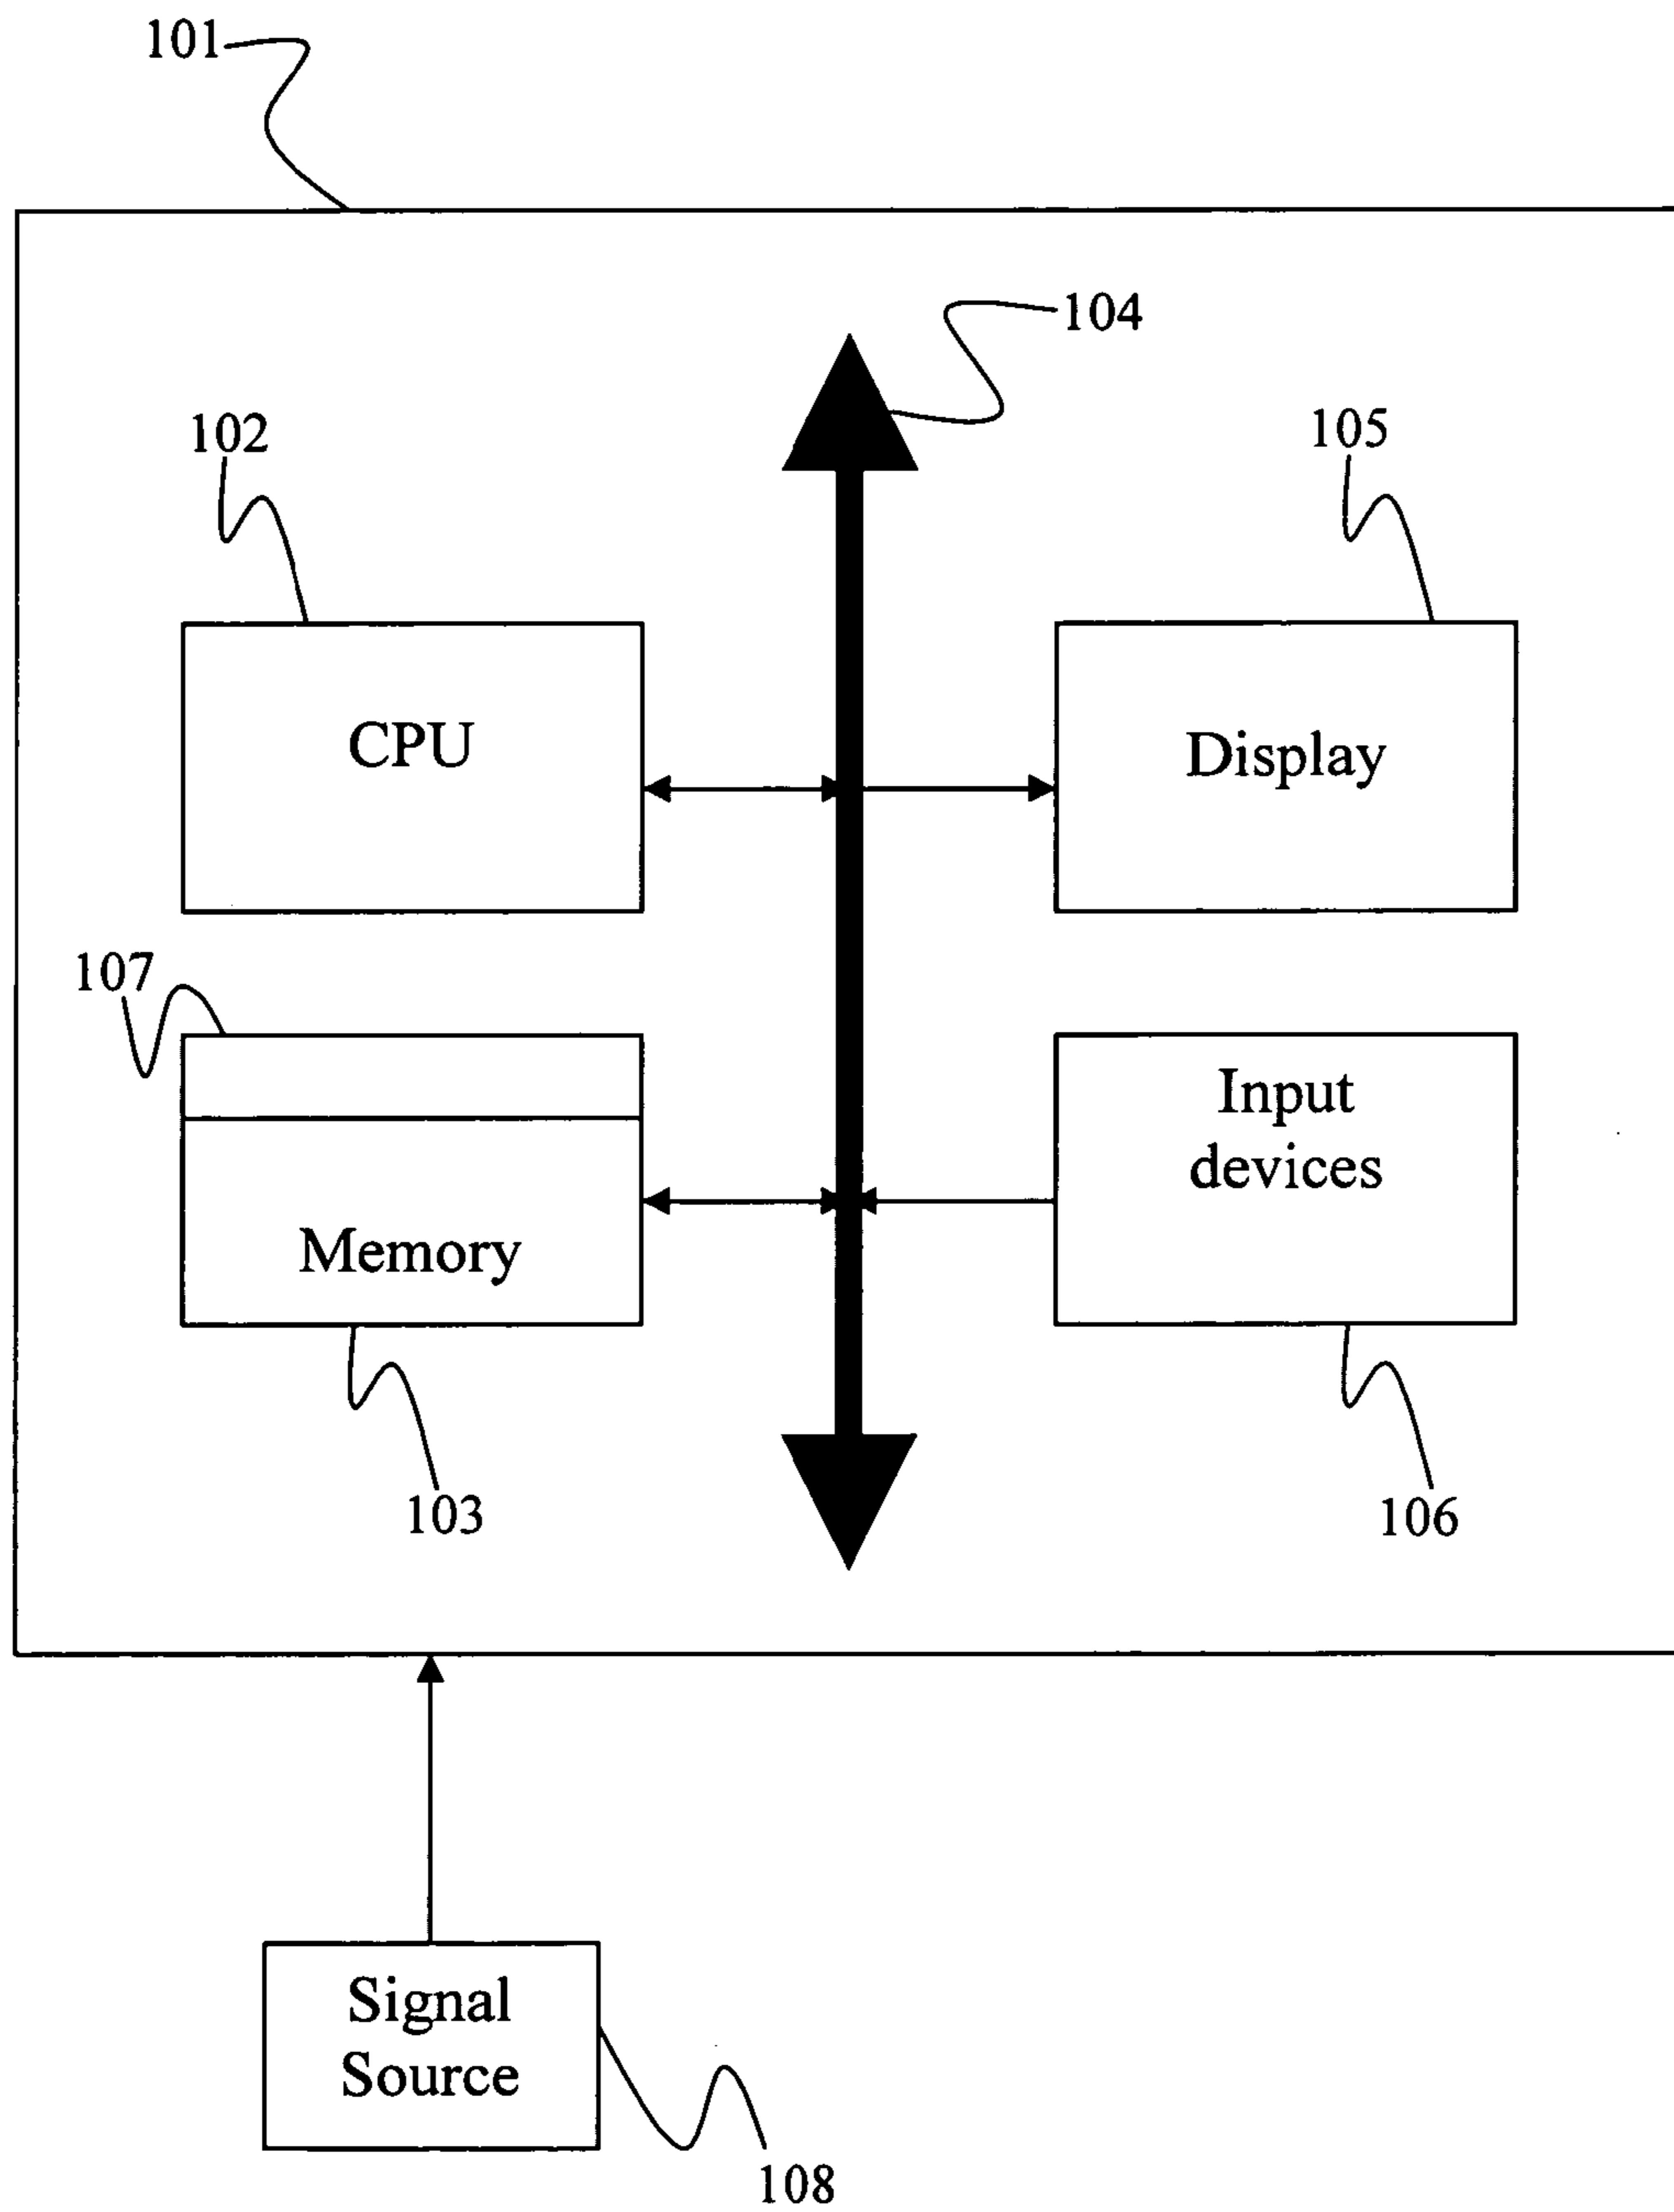 101
104
102
105
CPU
Display
107
Input
devices
Memory
103
106
Signal
Source
108